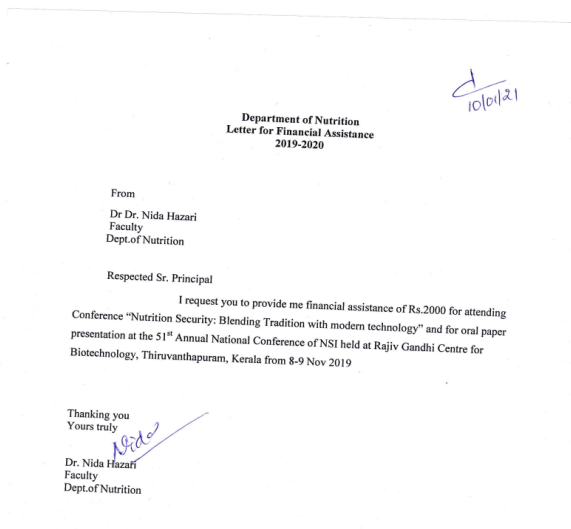 10/01/21
Department of Nutrition
Letter for Financial Assistance
2019-2020
From
Dr Dr. Nida Hazari
Faculty
Dept.of Nutrition
Respected Sr. Principal
I request you to provide me financial assistance of Rs.2000 for attending
Conference “Nutrition Security: Blending Tradition with modern technology” and for oral paper
presentation at the 51st Annual National Conference of NSI held at Rajiv Gandhi Centre for
Biotechnology, Thiruvanthapuram, Kerala from 8-9 Nov 2019
Thanking you
Yours truly
Nida
Dr. Nida Hazari
Faculty
Dept.of Nutrition